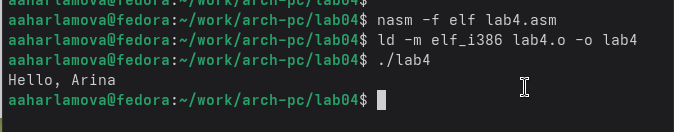 aaharlamova@fedora:~/work/arch-pc/lab04$ nasm -f elf lab4.asm
aaharlamova@fedora:~/work/arch-pc/lab04$ ld -m elf_i386 lab4.o -o lab4
aaharlamova@fedora:~/work/arch-pc/lab04$ ./lab4
Hello, Arina
aaharlamova@fedora:~/work/arch-pc/lab04$